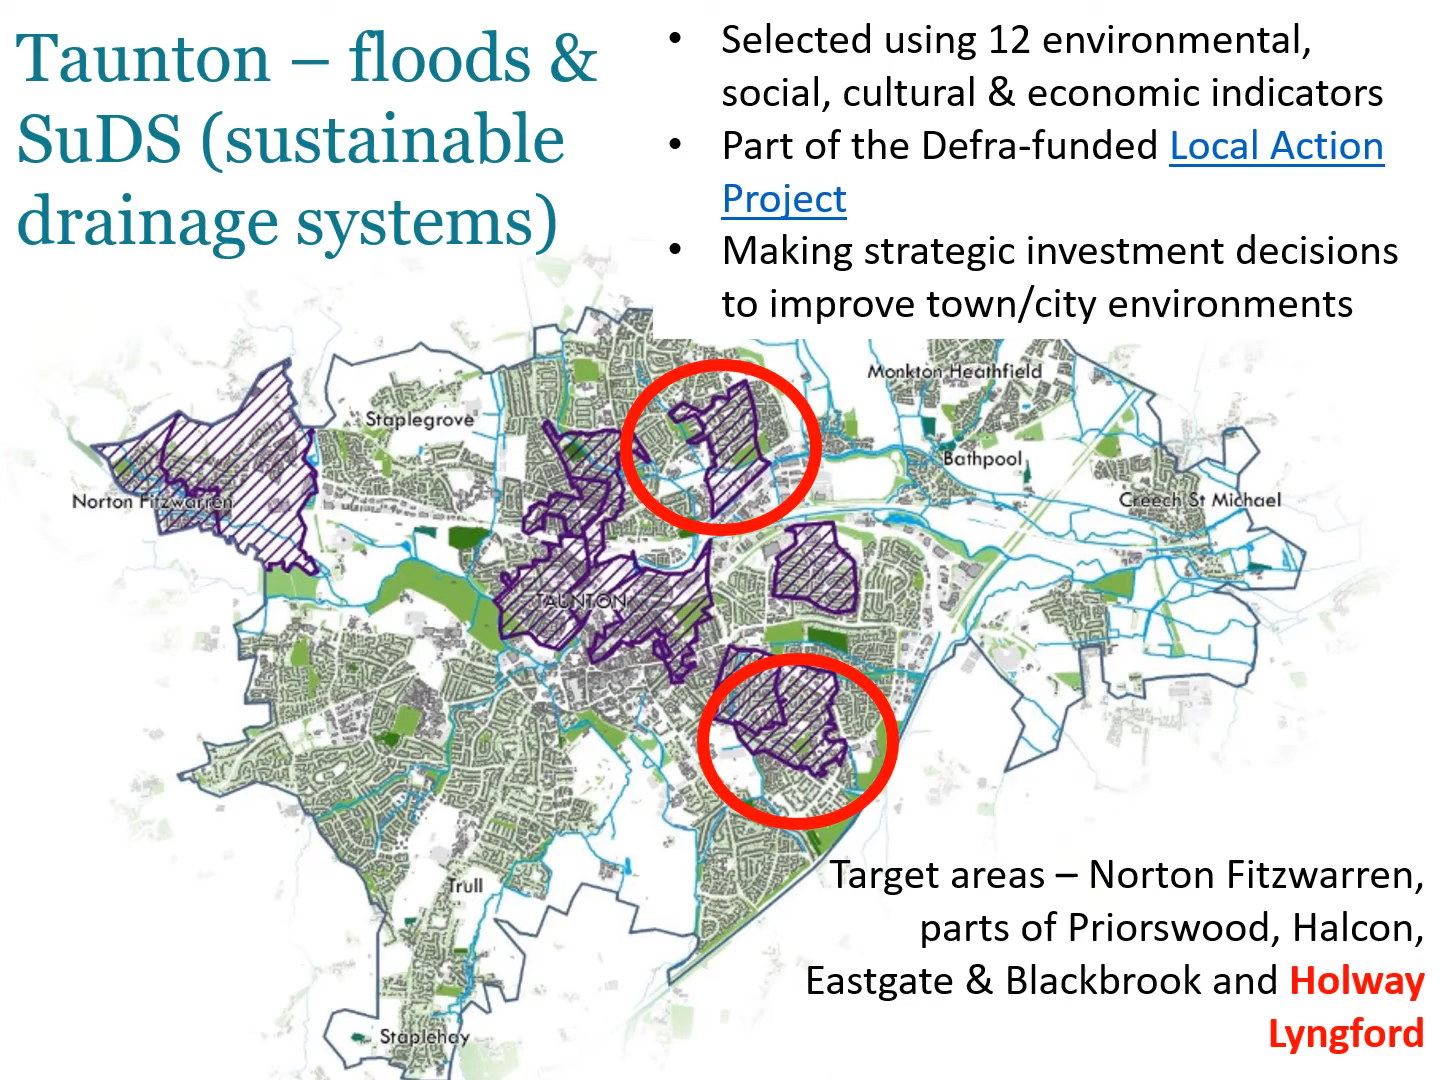 Taunton – floods &
SuDS (sustainable
drainage systems)
• Selected using 12 environmental,
social, cultural & economic indicators
• Part of the Defra-funded Local Action
Project
• Making strategic investment decisions
to improve town/city environments
Monkton Heathfield
Staplegrove
Bathpool
Norton Fitzwarren
Creech St Michael
TAUNTON
Trull
Staplehay
Target areas – Norton Fitzwarren,
parts of Priorswood, Halcon,
Eastgate & Blackbrook and Holway
Lyngford